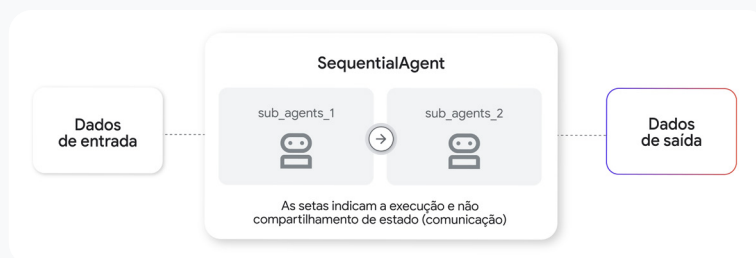 SequentialAgent
Dados
de entrada
sub_agents_1
sub_agents_2
As setas indicam a execução e não
compartilhamento de estado (comunicação)
Dados
de saída